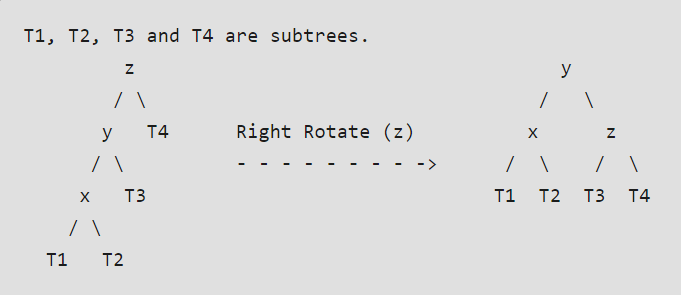 T1, T2, T3 and T4 are subtrees.
z y
/ \ / \
y T4 Right Rotate (z) x z
/ \ - - - - - - - - -> / \ / \
x T3 T1 T2 T3 T4
/ \
T1 T2